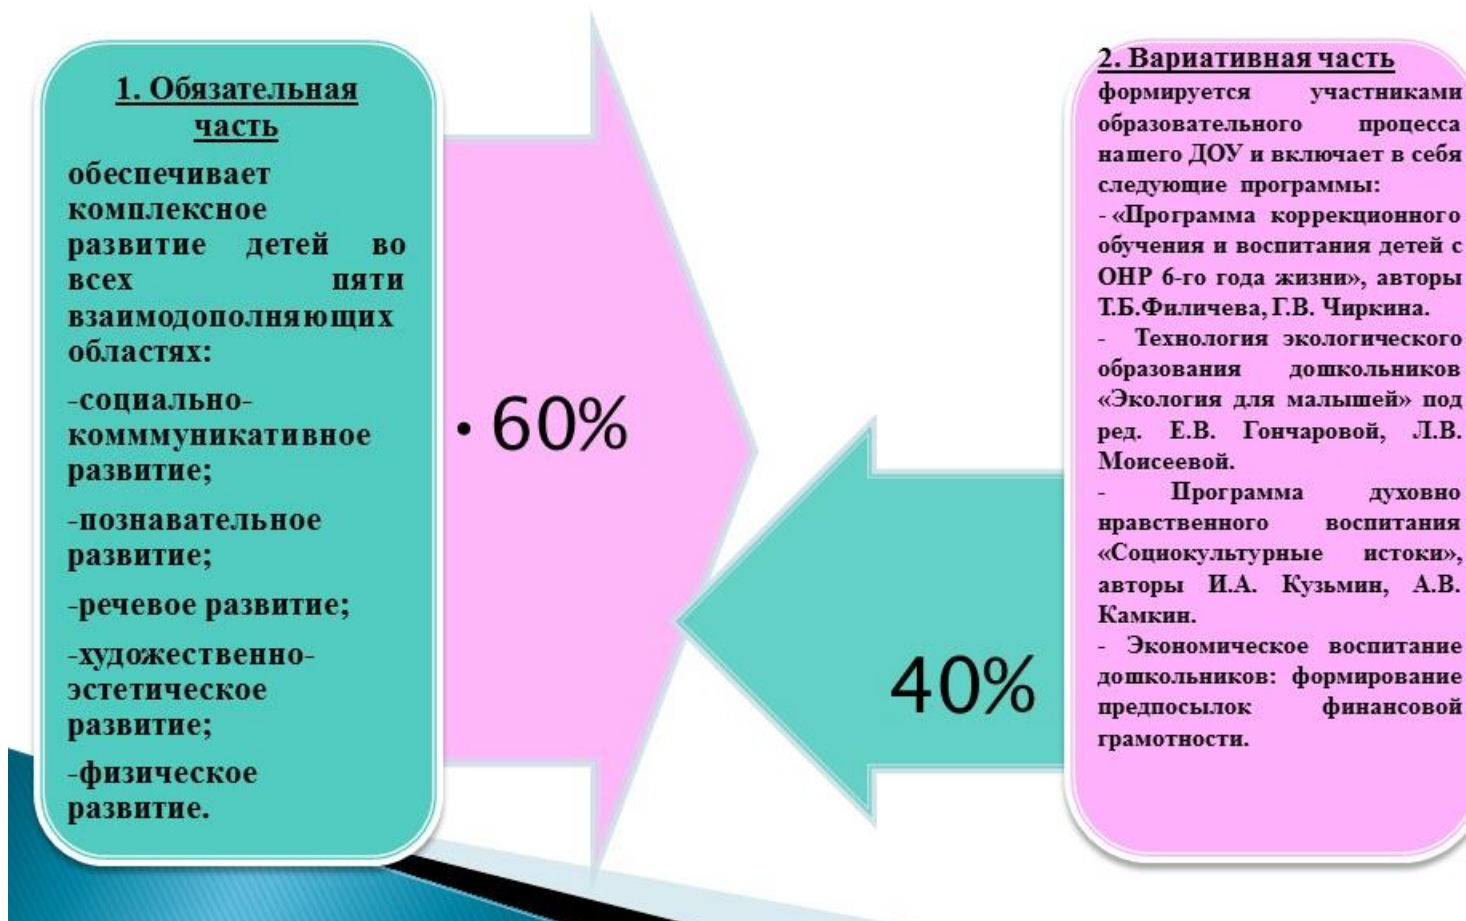 1. Обязательная
часть
обеспечивает
комплексное
развитие детей во
всех пяти
взаимодополняющих
областях:
-социально-
комммуникативное
развитие;
-познавательное
развитие;
-речевое развитие;
-художественно-
эстетическое
развитие;
-физическое
развитие.
• 60%
40%
2. Вариативная часть
формируется участниками
образовательного процесса
нашего ДОУ и включает в себя
следующие программы:
- «Программа коррекционного
обучения и воспитания детей с
ОНР 6-го года жизни», авторы
Т.Б.Филичева, Г.В. Чиркина.
- Технология экологического
образования дошкольников
«Экология для малышей» под
ред. Е.В. Гончаровой, Л.В.
Моисеевой.
- Программа духовно
нравственного воспитания
«Социокультурные истоки»,
авторы И.А. Кузьмин, А.В.
Камкин.
- Экономическое воспитание
дошкольников: формирование
предпосылок финансовой
грамотности.